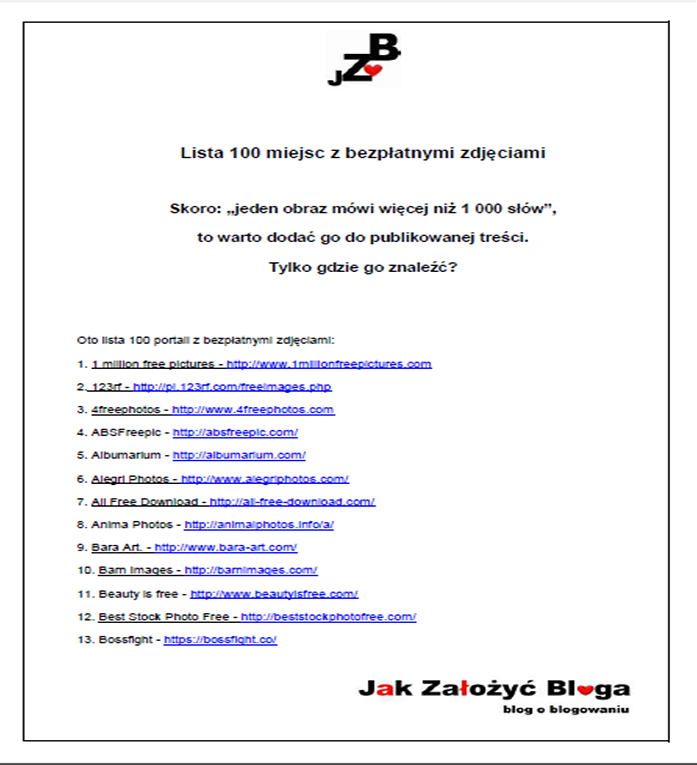 JZB
Lista 100 miejsc z bezpłatnymi zdjęciami
Skoro: „jeden obraz mówi więcej niż 1 000 słów”,
to warto dodać go do publikowanej treści.
Tylko gdzie go znaleźć?
Oto lista 100 portali z bezpłatnymi zdjęciami:
1. 1 million free pictures - http://www.1millionfreepictures.com
2. 123rf - http://pl.123rf.com/freeimages.php
3. 4freephotos - http://www.4freephotos.com
4. ABSFreepic - http://absfreepic.com/
5. Albumarium - http://albumarium.com/
6. Alegri Photos - http://www.alegriphotos.com/
7. All Free Download - http://all-free-download.com/
8. Anima Photos - http://animaiphotos.info/a/
9. Bara Art. - http://www.bara-art.com/
10. Barn Images - http://barnimages.com/
11. Beauty is free - http://www.beautyisfree.com/
12. Best Stock Photo Free - http://beststockphotofree.com/
13. Bossfight - https://bossfight.co/
Jak Założyć Bloga
blog o blogowaniu